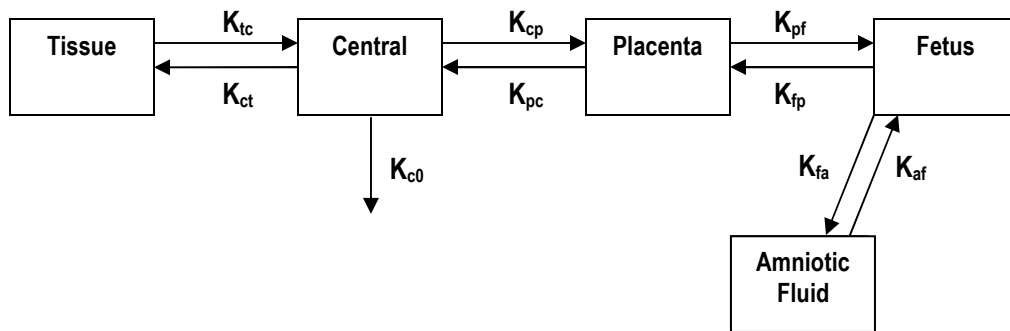 Tissue
Ktc
Kct
Central
Kc0
Kcp
Kpc
Placenta
Kpf
Kfp
Fetus
Kfa
Kaf
Amniotic
Fluid